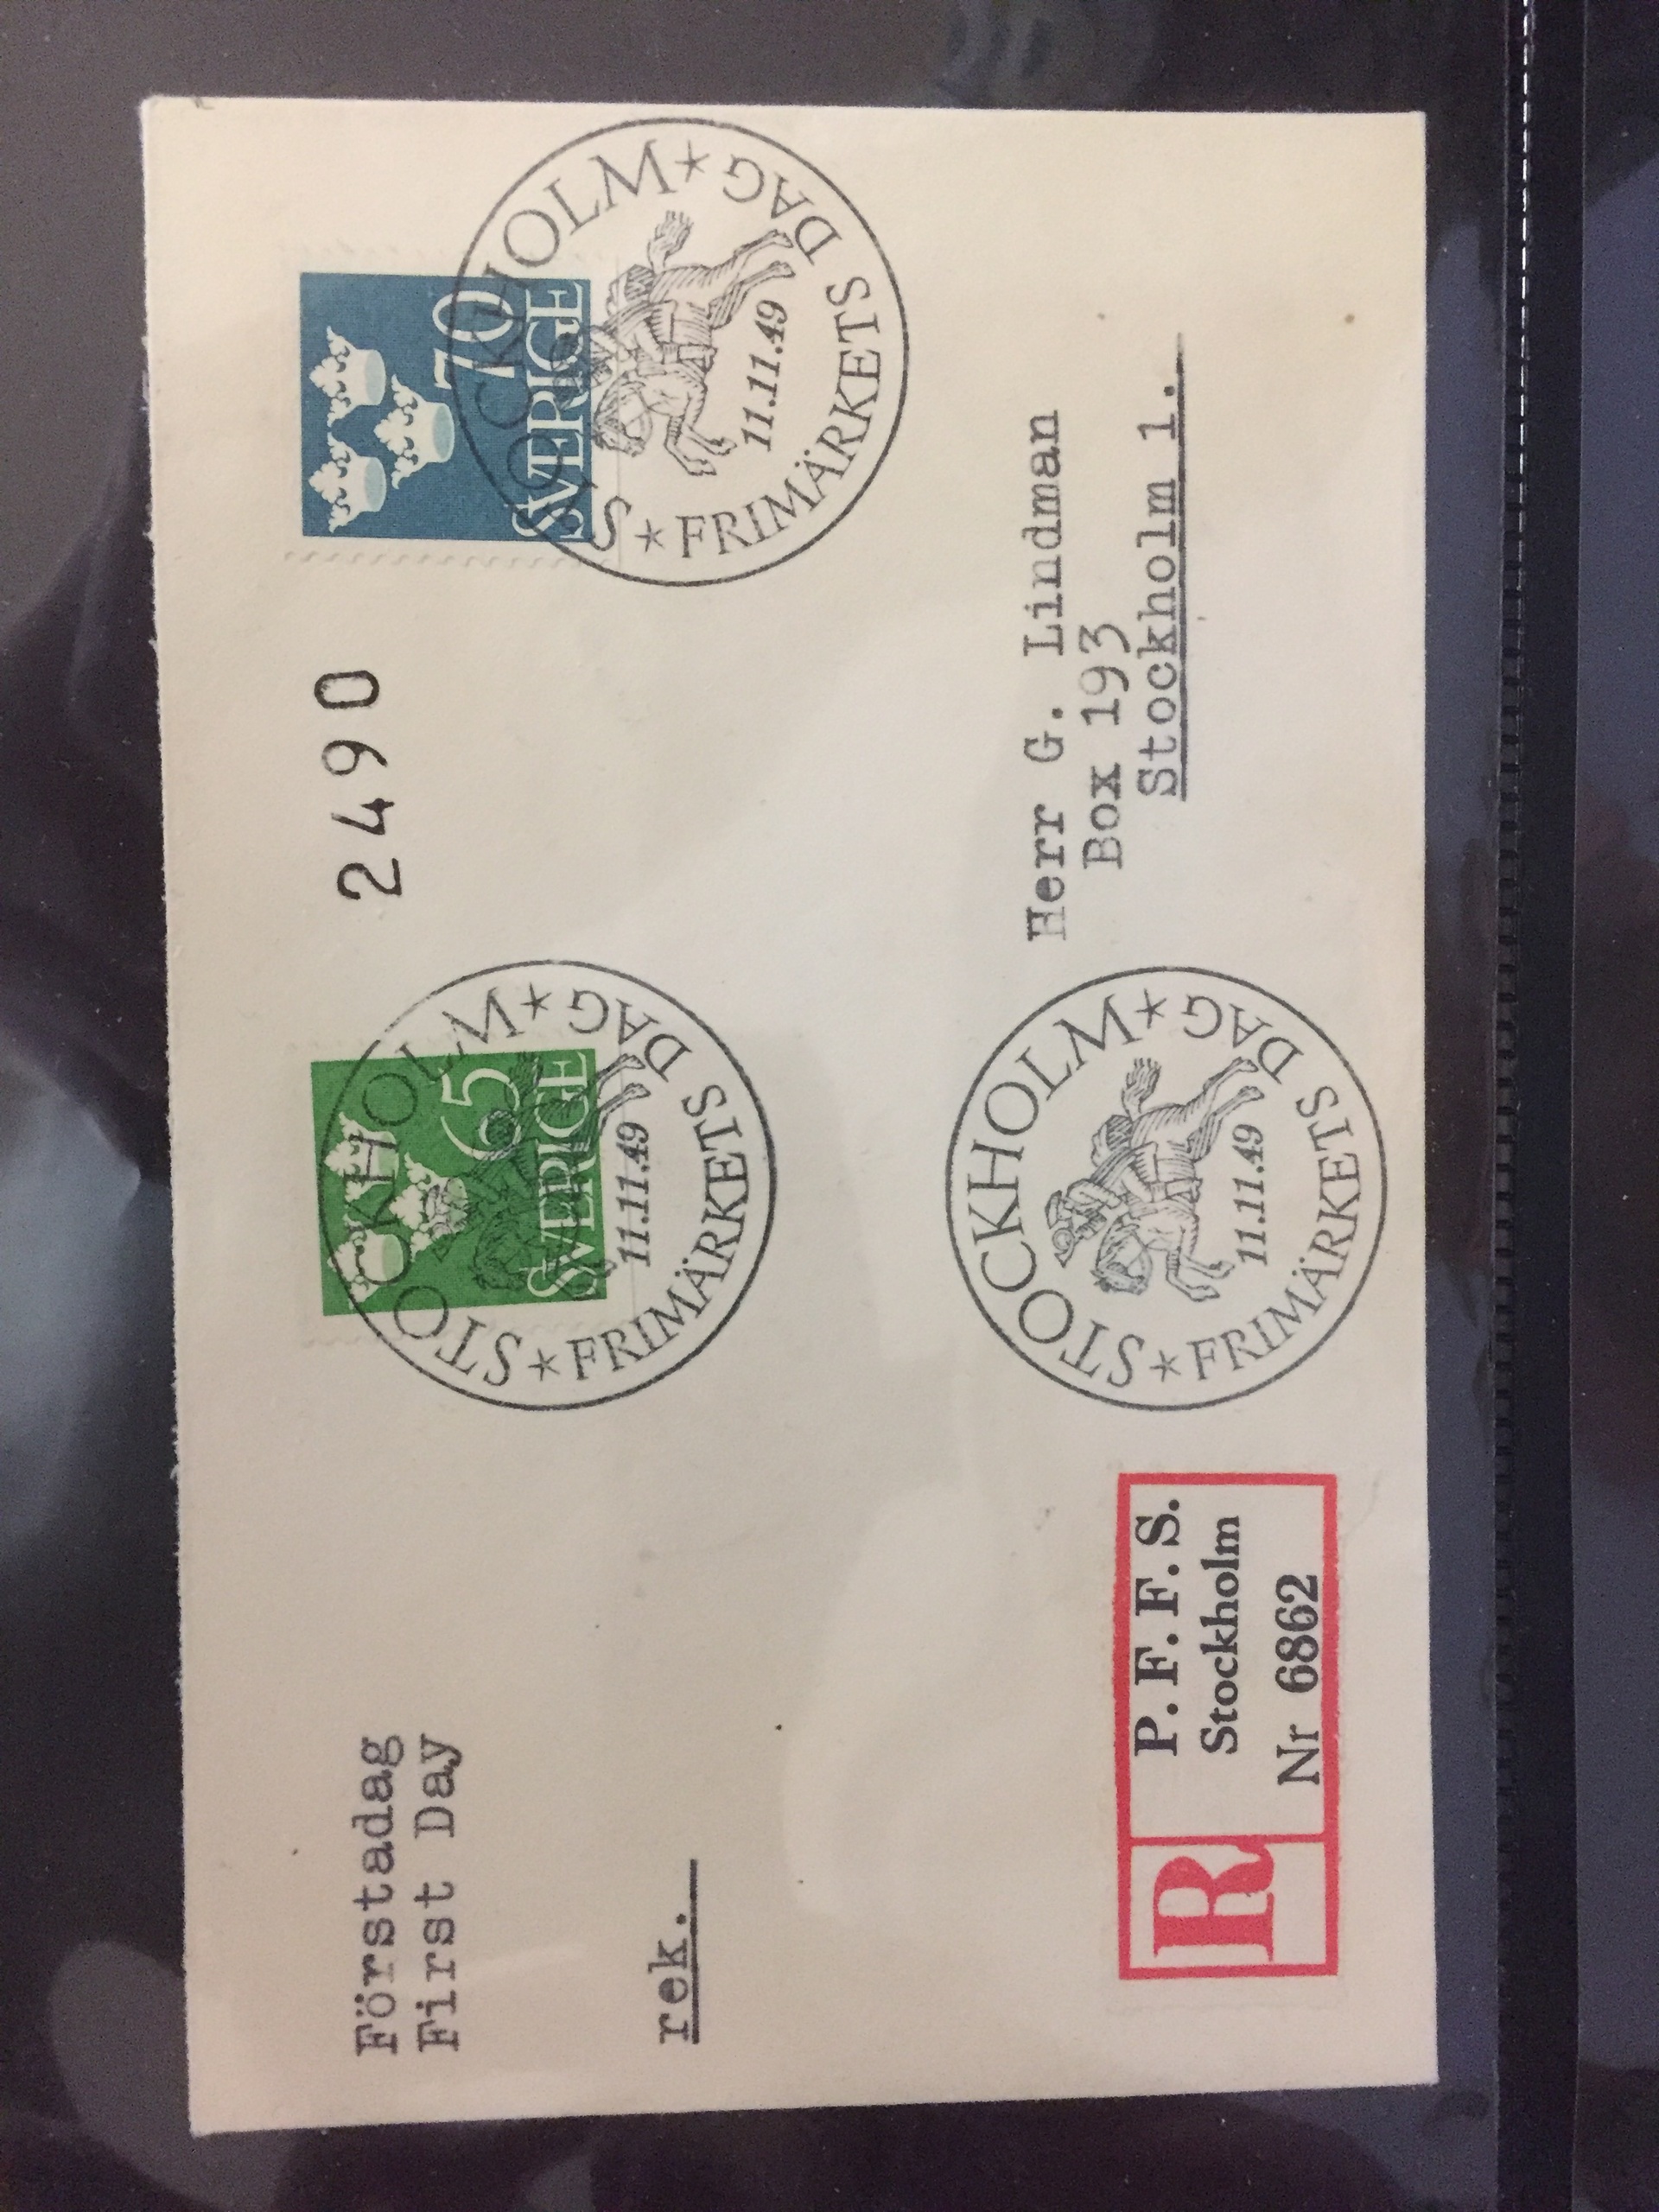 Förstadag
First Day
rek.
2490
65
SVERIGE
STOCKHOLM
11.11.49
* FRIMÄRKETS DAG *
70
SVERIGE
STOCKHOLM
11.11.49
* FRIMÄRKETS DAG *
STOCKHOLM
11.11.49
* FRIMÄRKETS DAG *
Herr G. Lindman
Box 193
Stockholm 1.
R
P.F.F.S.
Stockholm
Nr 6862